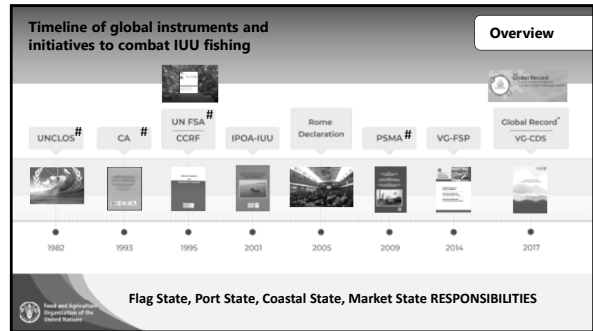 Timeline of global instruments and
initiatives to combat IUU fishing
Overview
Global Record
UNCLOS#
CA #
UN FSA#
CCRF
IPOA-IUU
Rome
Declaration
PSMA#
VG-FSP
Global Record*
VG-CDS
1982
1993
1995
2001
2005
2009
2014
2017
Flag State, Port State, Coastal State, Market State RESPONSIBILITIES
Food and Agriculture
Organization of the
United Nations